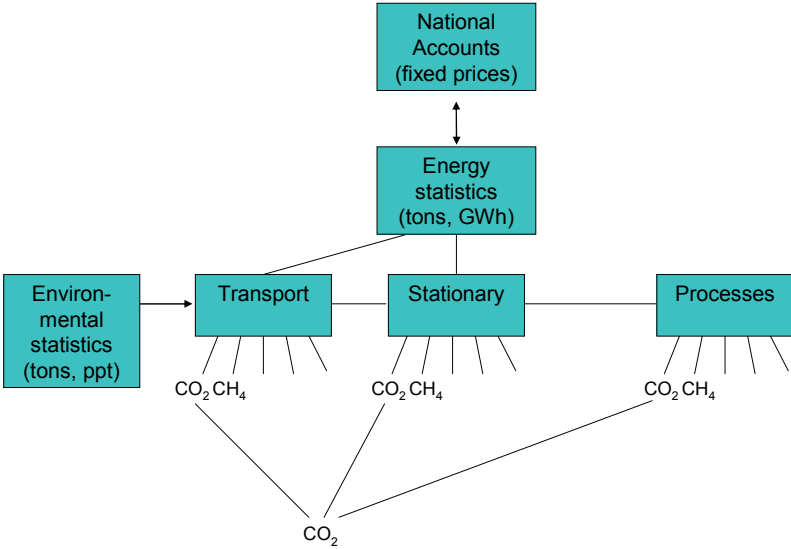 National
Accounts
(fixed prices)
Energy
statistics
(tons, GWh)
Environ-
mental
statistics
(tons, ppt)
Transport
Stationary
Processes
CO₂ CH₄
CO₂ CH₄
CO₂ CH₄
CO₂